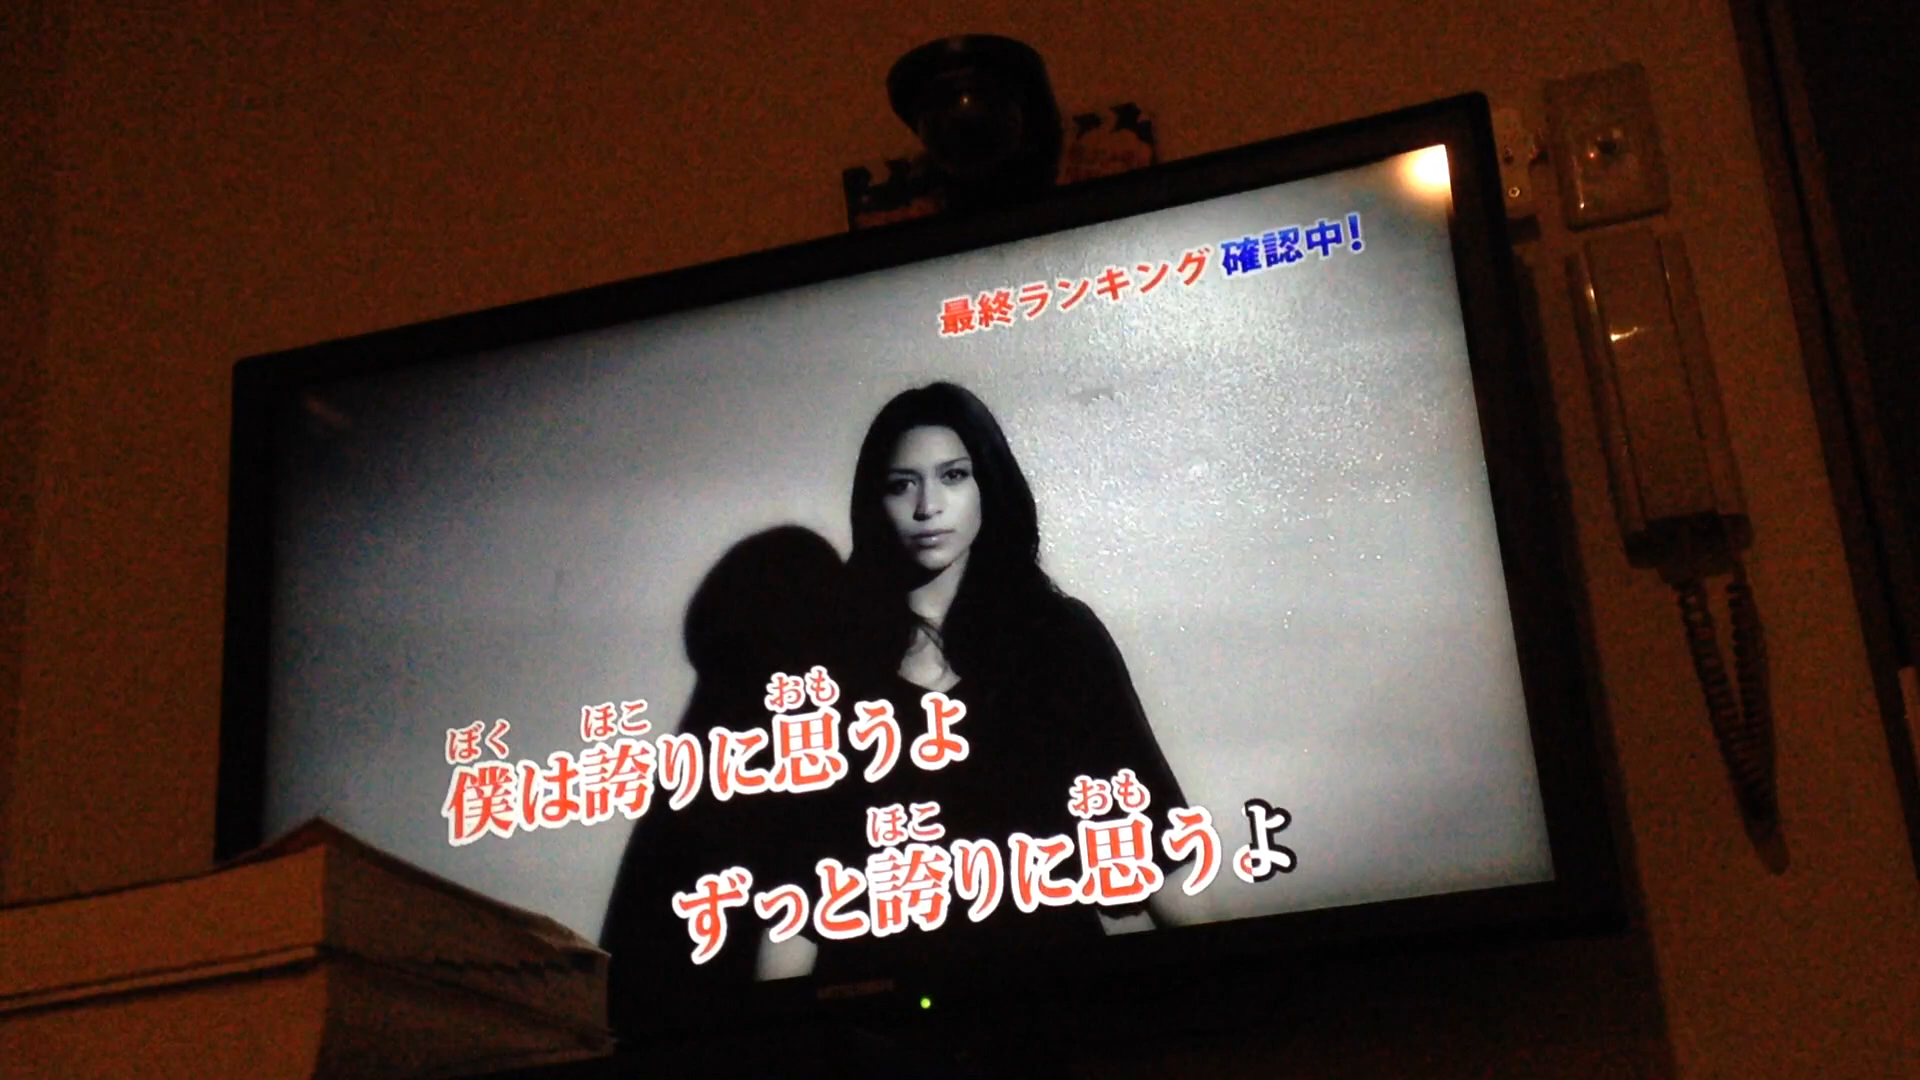 最終ランキング 確認中!
ぼく ほこ おも
僕は誇りに思うよ
ほこ おも
ずっと誇りに思うよ